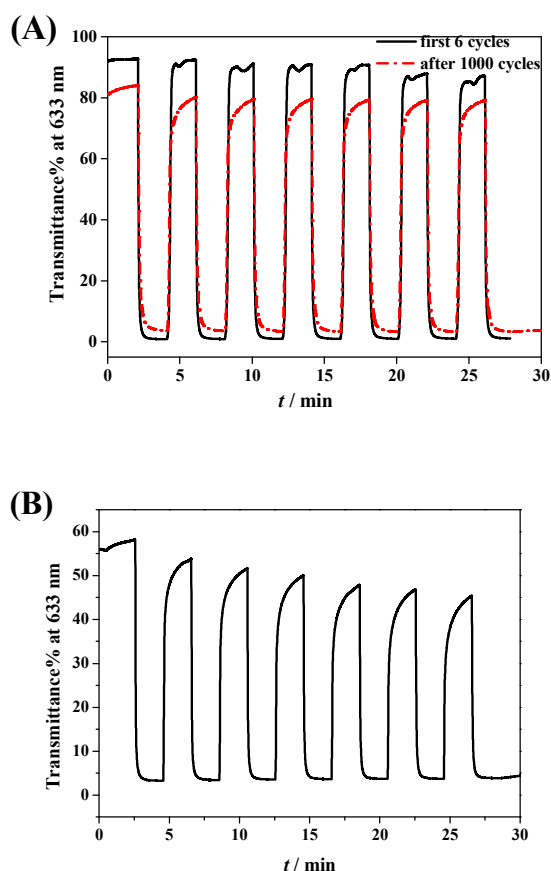 (A)
first 6 cycles
after 1000 cycles
100
80
60
40
20
0
Transmittance% at 633 nm
0 5 10 15 20 25 30
t / min
(B)
60
50
40
30
20
10
0
Transmittance% at 633 nm
0 5 10 15 20 25 30
t / min